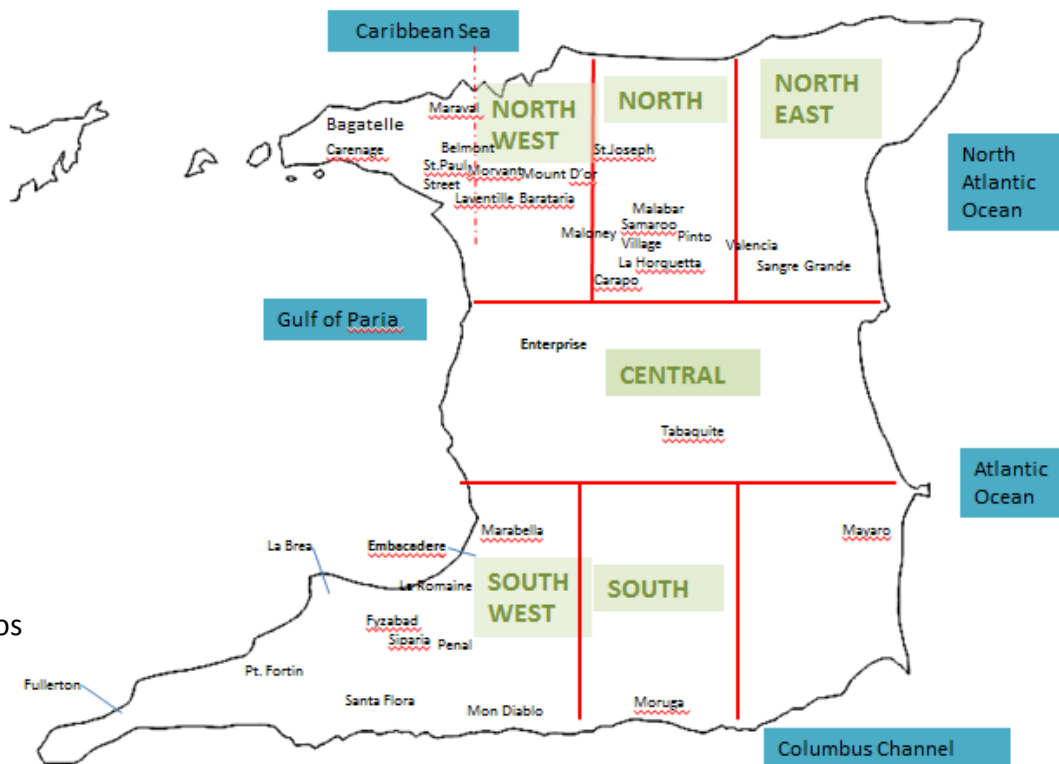 Caribbean Sea
Maraval
NORTH
WEST
NORTH
NORTH
EAST
Bagatelle
Carenage
Belmont
St.Paul
Street
Morvant
Mount D'or
St.Joseph
Laventille
Barataria
North
Atlantic
Ocean
Malabar
Samaroo
Village
Maloney
Pinto
Valencia
La Horquetta
Sangre Grande
Carapo
Gulf of Paria
Enterprise
CENTRAL
Tabaquite
Atlantic
Ocean
Marabella
Mayaro
La Brea
Embacadere
Le Romaine
SOUTH
WEST
SOUTH
Fyzabad
Siparia
Penal
os
Pt. Fortin
Fullerton
Santa Flora
Mon Diablo
Moruga
Columbus Channel